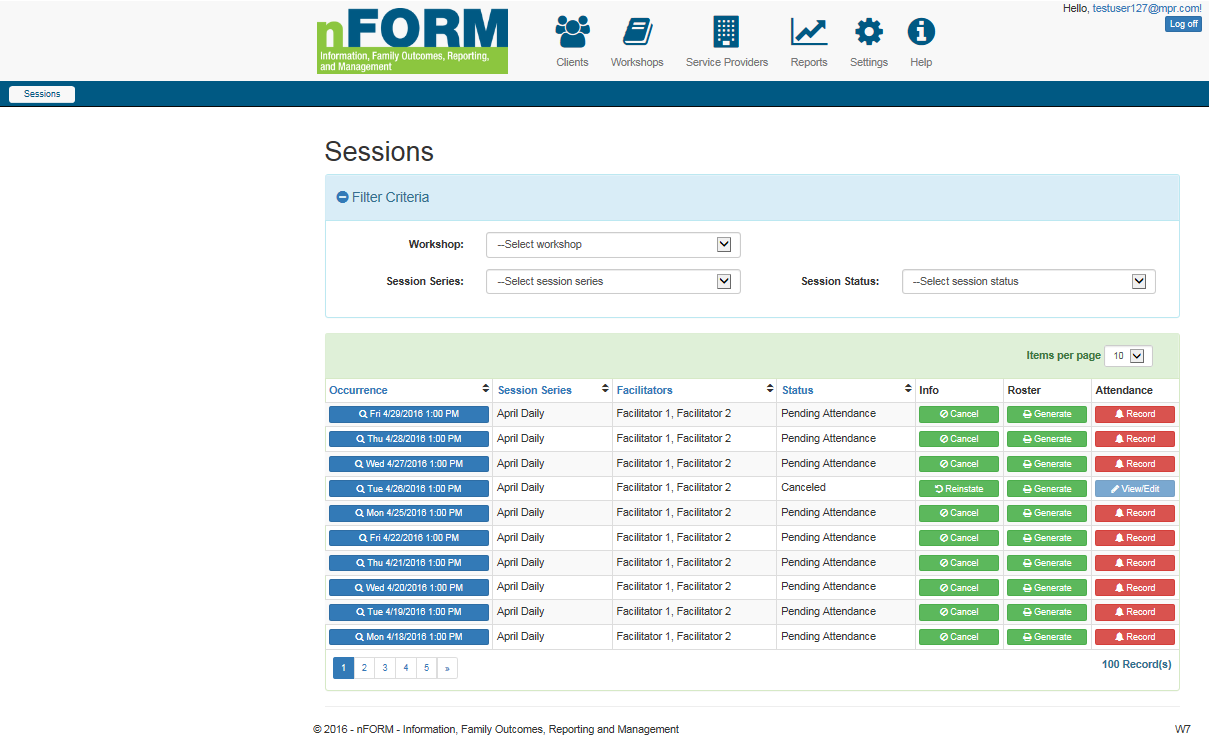 Hello, testuser127@mpr.com!
Log off
nFORM
Information, Family Outcomes, Reporting,
and Management
Clients Workshops Service Providers Reports Settings Help
Sessions
Sessions
Filter Criteria
Workshop: --Select workshop
Session Series: --Select session series Session Status: --Select session status
Items per page 10
Occurrence Session Series Facilitators Status Info Roster Attendance
Fri 4/29/2016 1:00 PM April Daily Facilitator 1, Facilitator 2 Pending Attendance Cancel Generate Record
Thu 4/28/2016 1:00 PM April Daily Facilitator 1, Facilitator 2 Pending Attendance Cancel Generate Record
Wed 4/27/2016 1:00 PM April Daily Facilitator 1, Facilitator 2 Pending Attendance Cancel Generate Record
Tue 4/26/2016 1:00 PM April Daily Facilitator 1, Facilitator 2 Canceled Reinstate Generate View/Edit
Mon 4/25/2016 1:00 PM April Daily Facilitator 1, Facilitator 2 Pending Attendance Cancel Generate Record
Fri 4/22/2016 1:00 PM April Daily Facilitator 1, Facilitator 2 Pending Attendance Cancel Generate Record
Thu 4/21/2016 1:00 PM April Daily Facilitator 1, Facilitator 2 Pending Attendance Cancel Generate Record
Wed 4/20/2016 1:00 PM April Daily Facilitator 1, Facilitator 2 Pending Attendance Cancel Generate Record
Tue 4/19/2016 1:00 PM April Daily Facilitator 1, Facilitator 2 Pending Attendance Cancel Generate Record
Mon 4/18/2016 1:00 PM April Daily Facilitator 1, Facilitator 2 Pending Attendance Cancel Generate Record
1 2 3 4 5 » 100 Record(s)
© 2016 - nFORM - Information, Family Outcomes, Reporting and Management W7